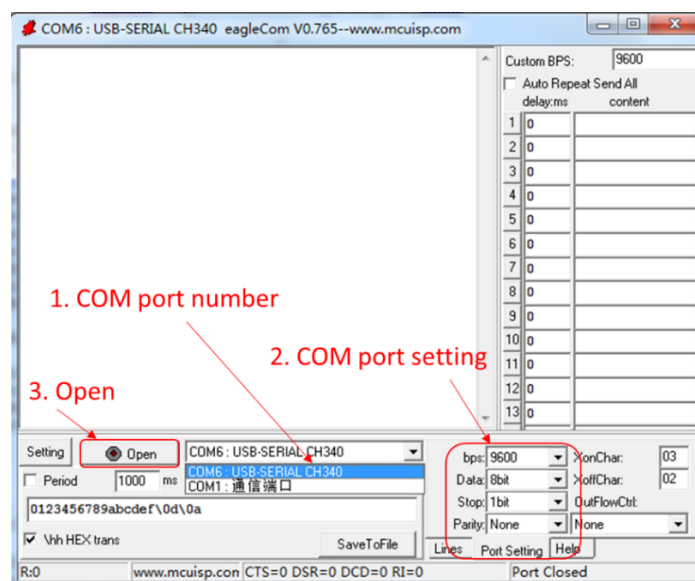 COM6 : USB-SERIAL CH340  eagleCom V0.765--www.mcuisp.com
Custom BPS: 9600
Auto Repeat Send All
delay:ms content
1 0
2 0
3 0
4 0
5 0
6 0
7 0
8 0
9 0
10 0
11 0
12 0
13 0
1. COM port number
2. COM port setting
3. Open
Setting Open COM6 : USB-SERIAL CH340
COM6 : USB-SERIAL CH340
COM1 : 通信端口
Period 1000 ms
0123456789abcdef\0d\0a
\hh HEX trans SaveToFile
bps: 9600 XonChar: 03
Data: 8bit XoffChar: 02
Stop: 1bit OutFlowCtrl:
Parity: None None
Lines Port Setting Help
R:0 www.mcuisp.con CTS=0 DSR=0 DCD=0 RI=0 Port Closed